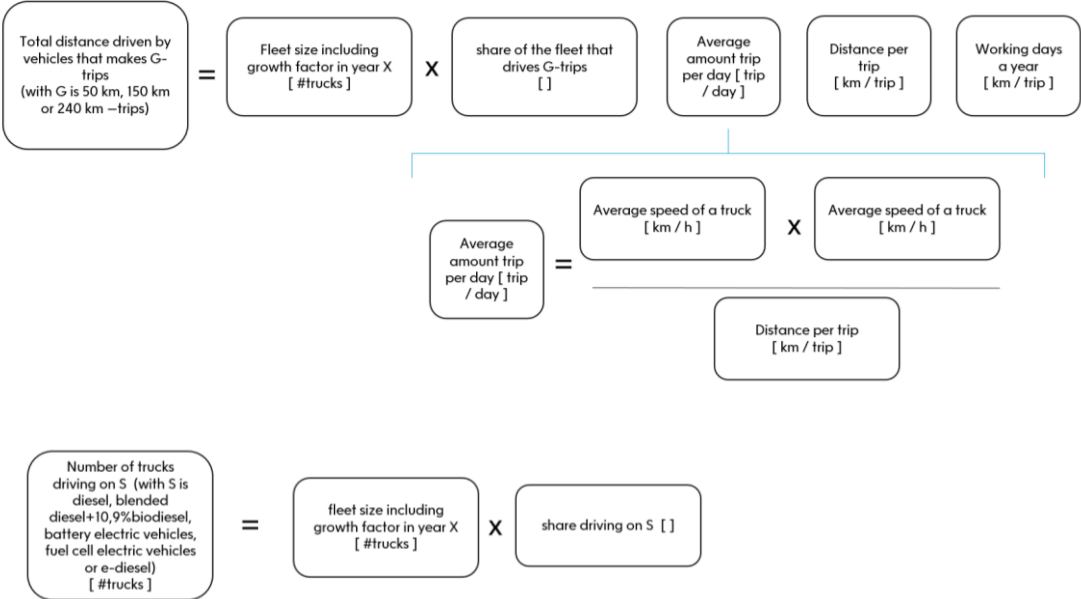 Total distance driven by
vehicles that makes G-
trips
(with G is 50 km, 150 km
or 240 km –trips)
=
Fleet size including
growth factor in year X
[ #trucks ]
X
share of the fleet that
drives G-trips
[ ]
Average
amount trip
per day [ trip
/ day ]
Distance per
trip
[ km / trip ]
Working days
a year
[ km / trip ]
Average
amount trip
per day [ trip
/ day ]
=
Average speed of a truck
[ km / h ]
X
Average speed of a truck
[ km / h ]
Distance per trip
[ km / trip ]
Number of trucks
driving on S (with S is
diesel, blended
diesel+10,9%biodiesel,
battery electric vehicles,
fuel cell electric vehicles
or e-diesel)
[ #trucks ]
=
fleet size including
growth factor in year X
[ #trucks ]
X
share driving on S [ ]